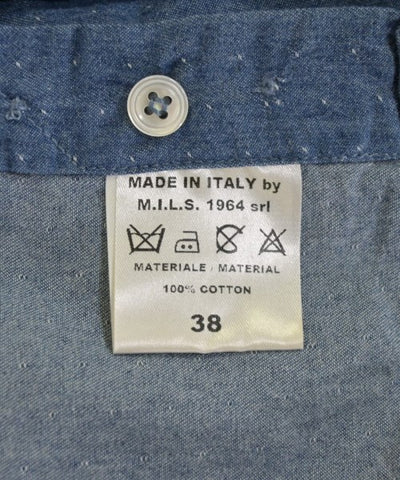 MADE IN ITALY by
M.I.L.S. 1964 srl
MATERIALE / MATERIAL
100% COTTON
38